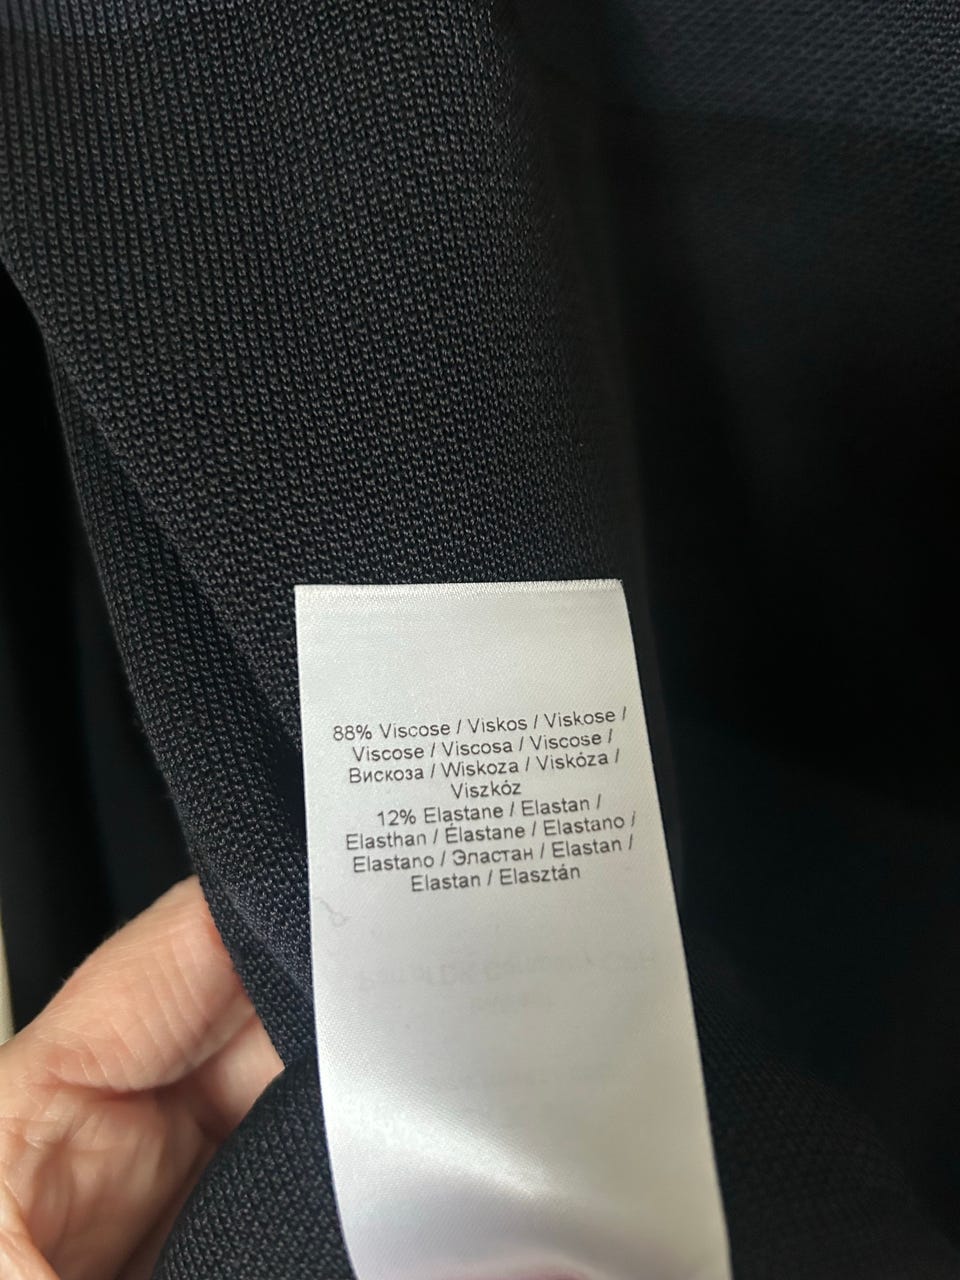 88% Viscose / Viskos / Viskose /
Viscose / Viscosa / Viscose /
Вискоза / Wiskoza / Viskóza /
Viszkóz
12% Elastane / Elastan /
Elasthan / Élastane / Elastano /
Elastano / Эластан / Elastan /
Elastan / Elasztán